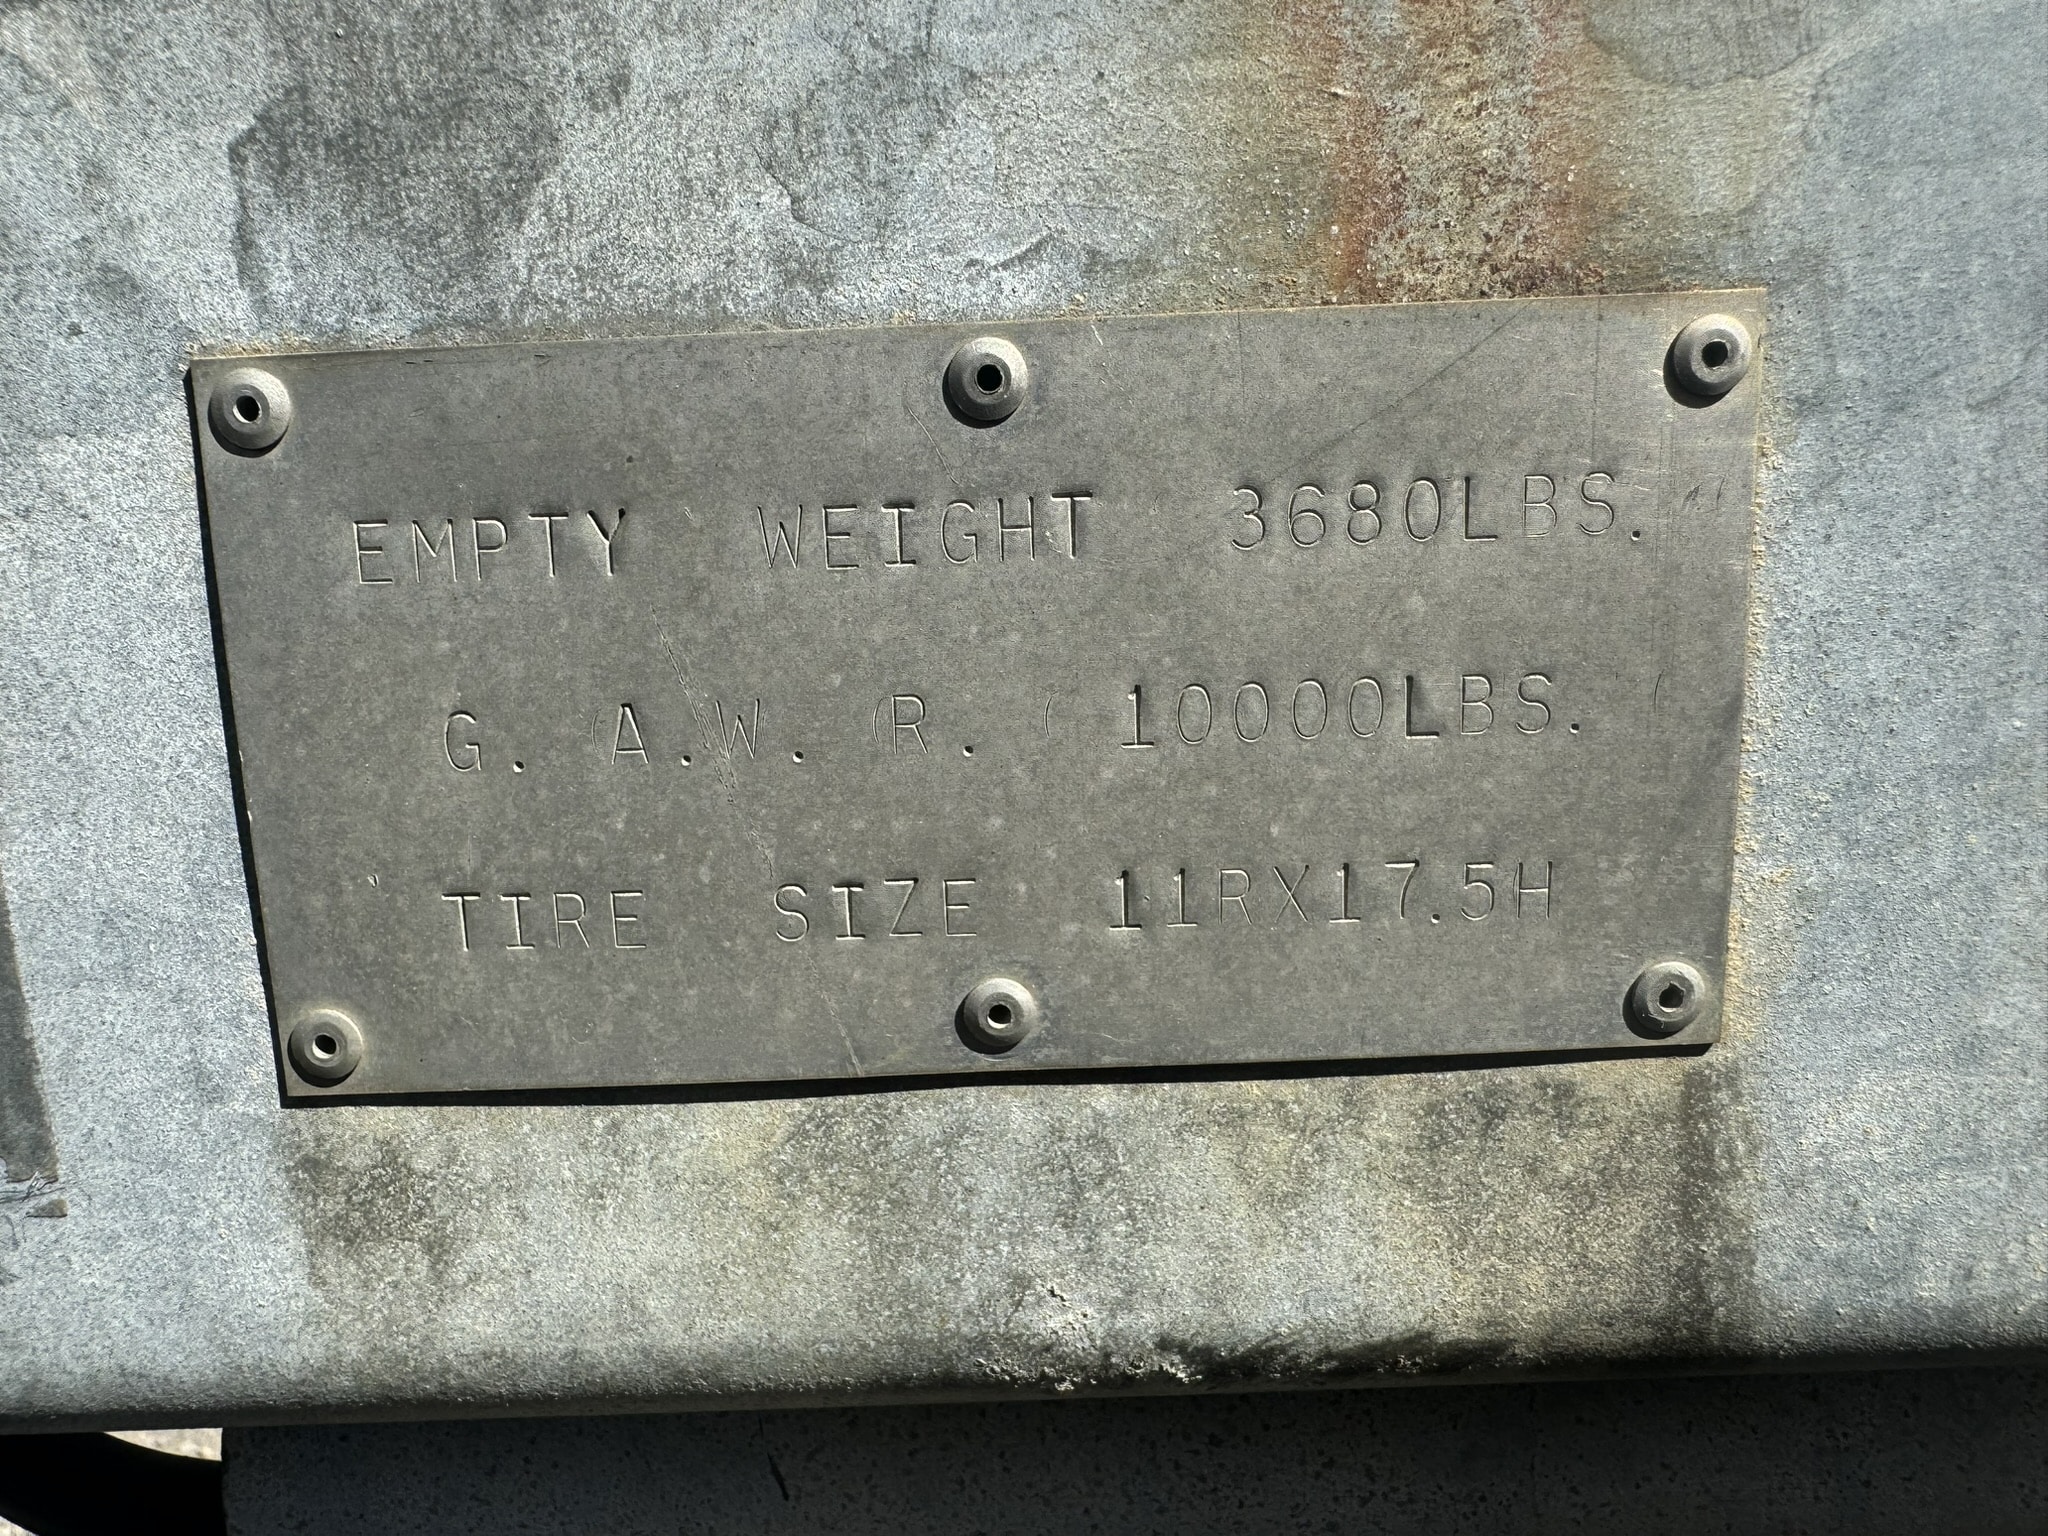 EMPTY WEIGHT 3680LBS.
G. A.W. R. 10000LBS.
TIRE SIZE 11RX17.5H